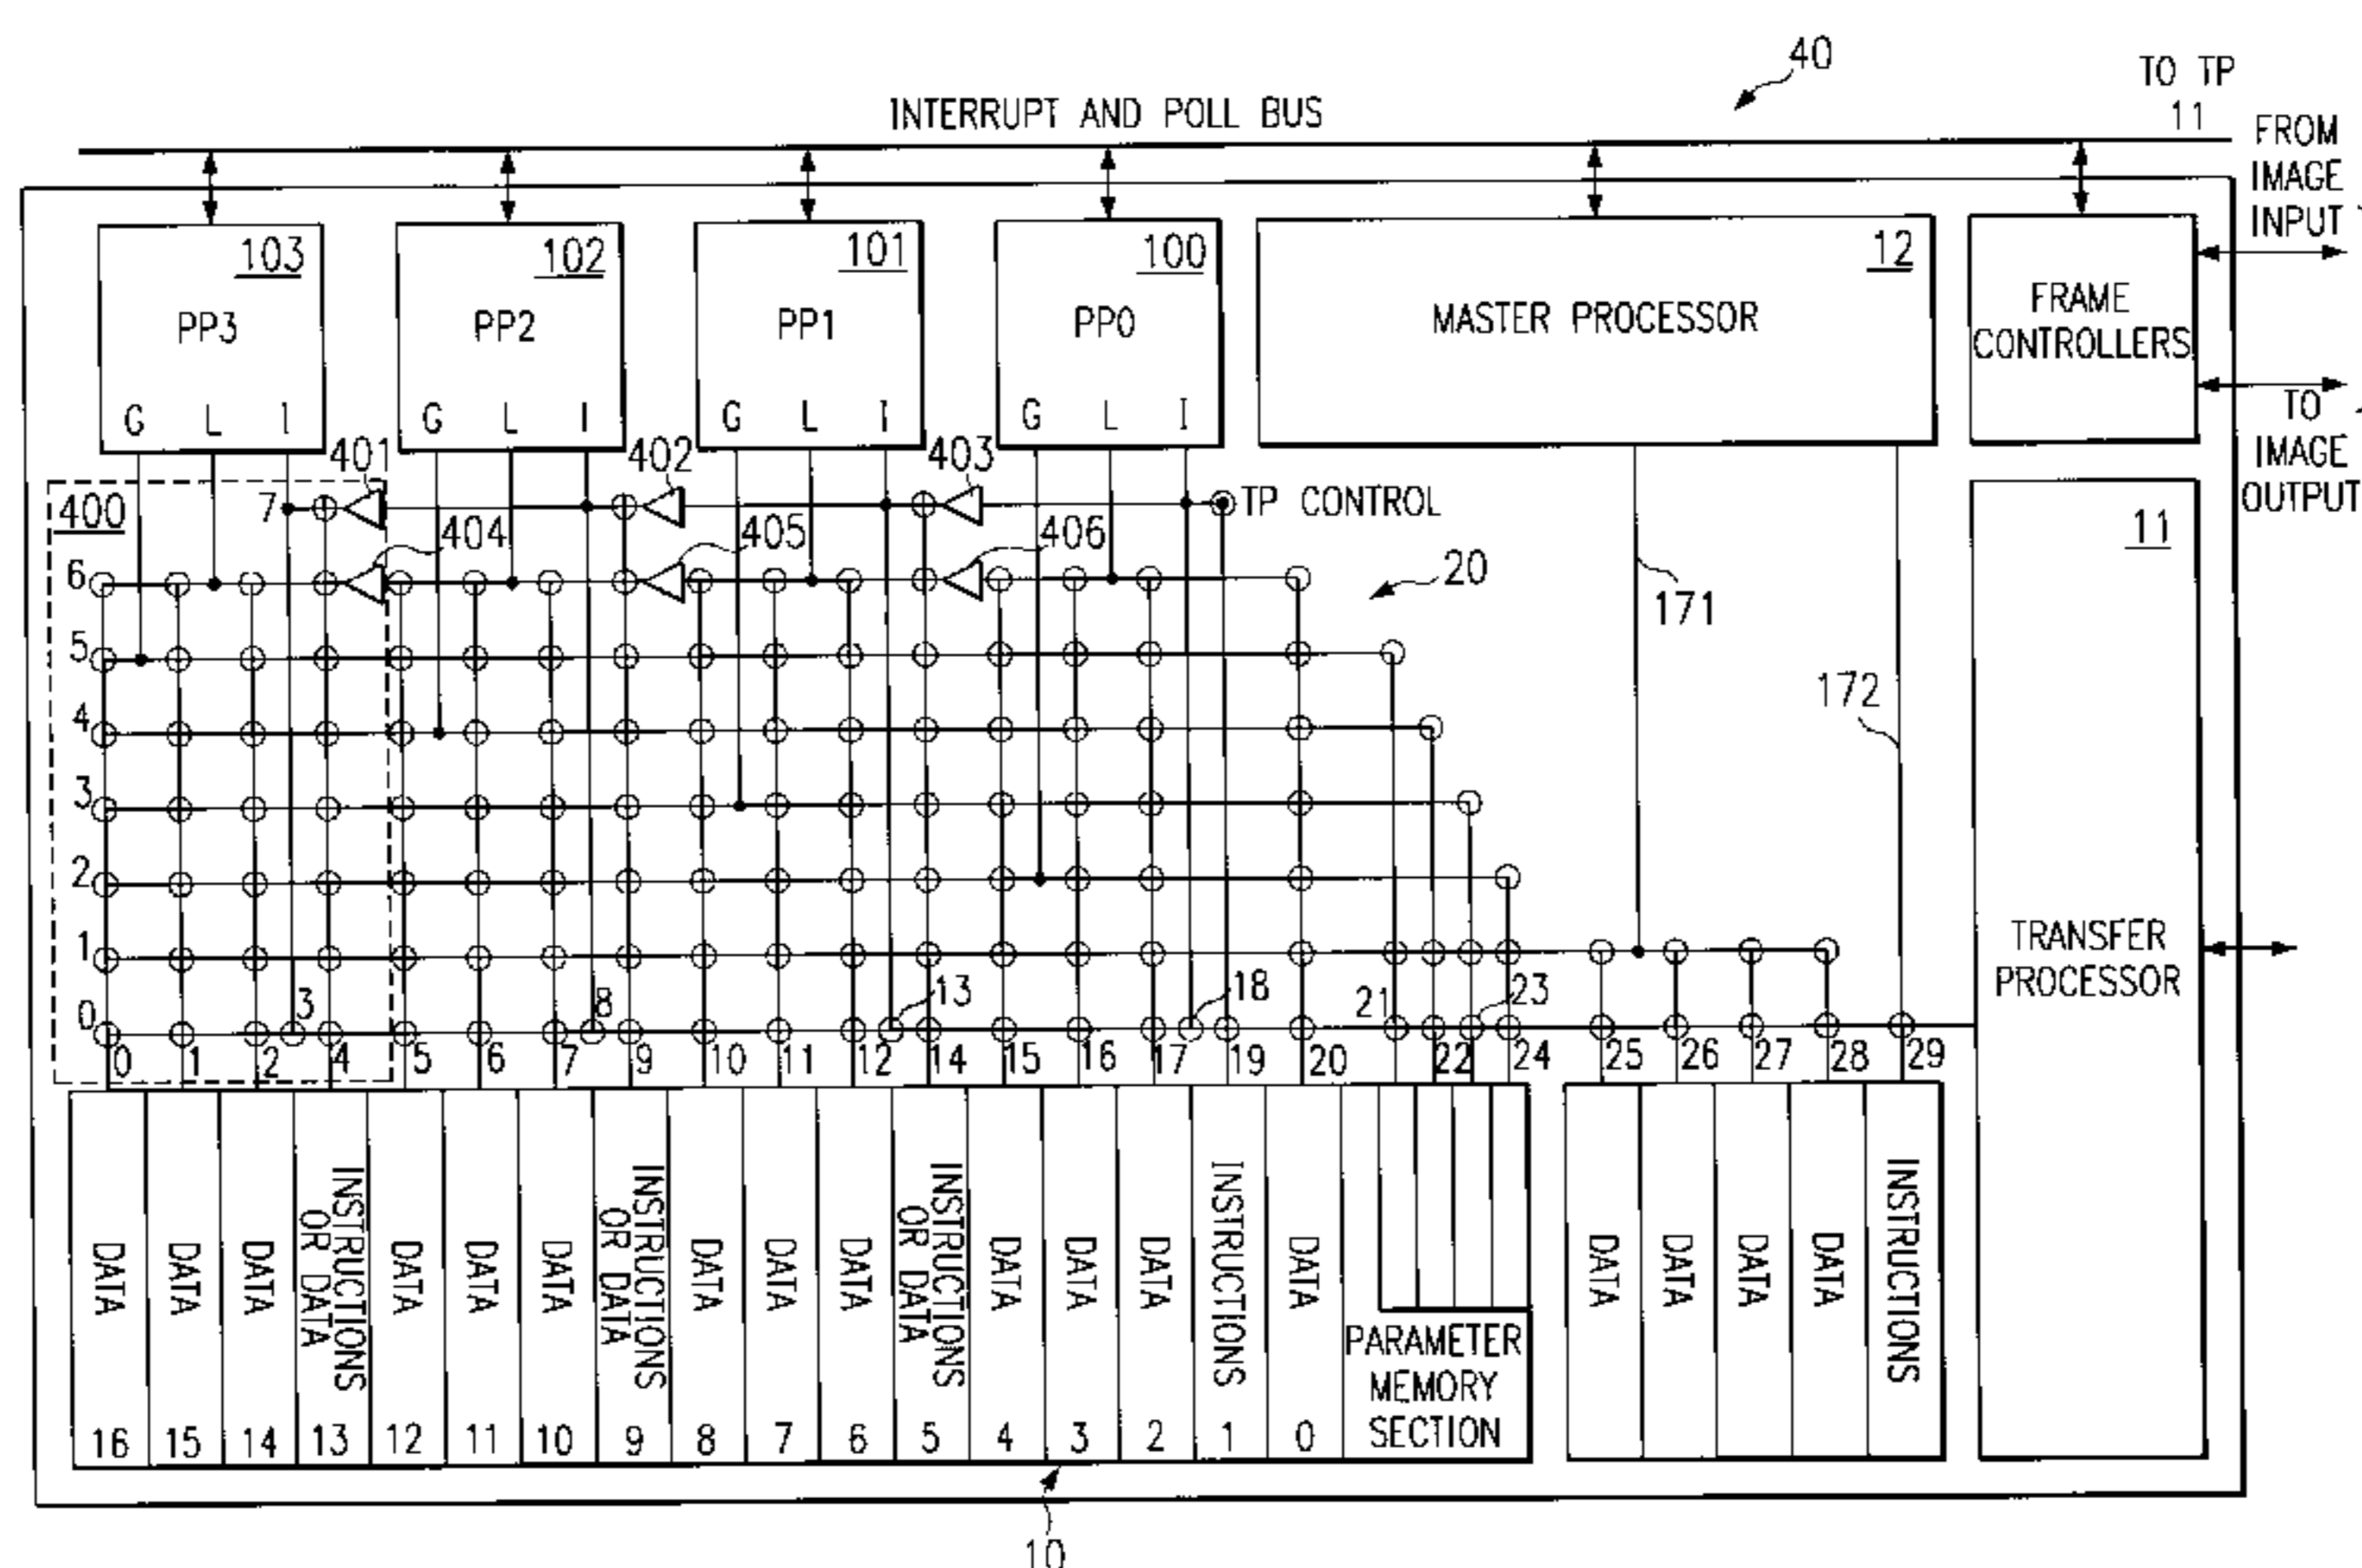 40
TO TP
11
INTERRUPT AND POLL BUS
FROM
IMAGE
INPUT
103
102
101
100
12
PP3
PP2
PP1
PP0
MASTER PROCESSOR
FRAME
CONTROLLERS
G L I
G L I
G L I
G L I
TO
IMAGE
OUTPUT
401
402
403
400
7
TP CONTROL
404
405
406
11
6
20
5
171
4
172
3
2
1
TRANSFER
PROCESSOR
0
3
8
13
18
21
23
0 1 2 4 5 6 7 9 10 11 12 14 15 16 17 19 20 22 24 25 26 27 28 29
DATA
DATA
DATA
INSTRUCTIONS
OR DATA
DATA
DATA
DATA
INSTRUCTIONS
OR DATA
DATA
DATA
DATA
INSTRUCTIONS
OR DATA
DATA
DATA
DATA
INSTRUCTIONS
DATA
PARAMETER
MEMORY
SECTION
DATA
DATA
DATA
DATA
INSTRUCTIONS
16 15 14 13 12 11 10 9 8 7 6 5 4 3 2 1 0
10